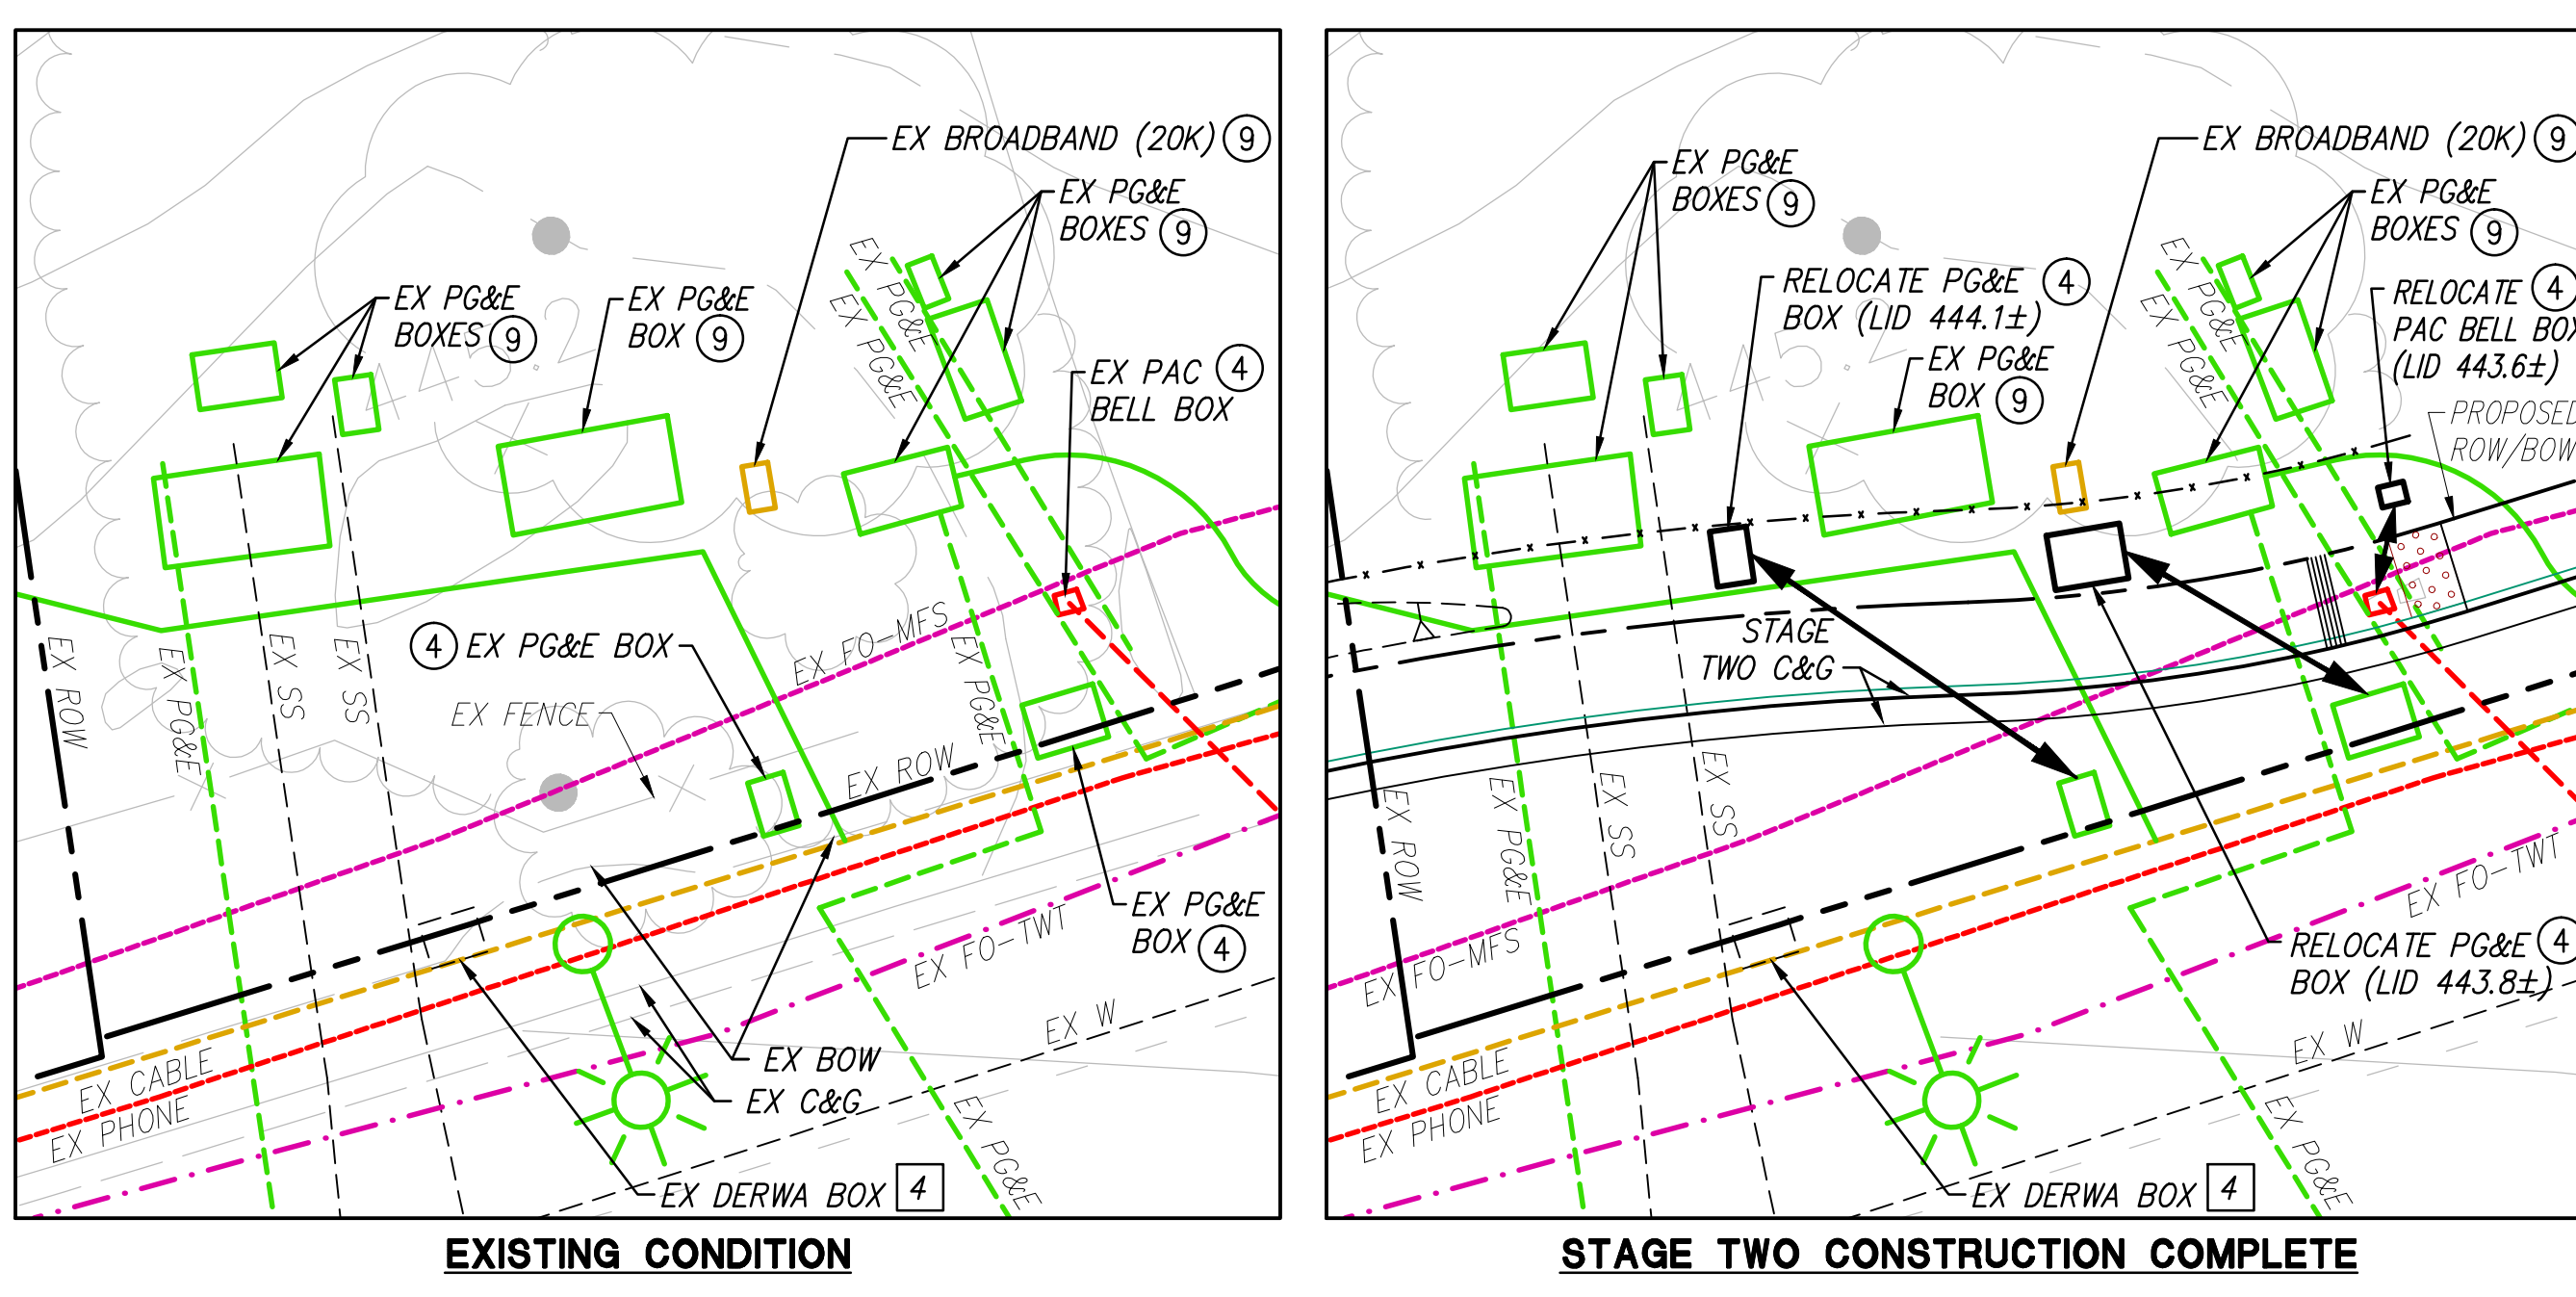 EX BROADBAND (20K) 9
EX PG&E
BOXES 9
EX PG&E
BOXES 9
EX PG&E
BOX 9
EX PG&E
EX PG&E
442
EX PAC 4
BELL BOX
4 EX PG&E BOX
EX FENCE
EX FO-MFS
EX PG&E
EX ROW
EX PG&E
EX SS
EX SS
EX ROW
EX PG&E
BOX 4
EX FO-TWT
EX W
EX BOW
EX C&G
EX CABLE
EX PHONE
EX PG&E
EX DERWA BOX 4
EXISTING CONDITION
EX BROADBAND (20K) 9
EX PG&E
BOXES 9
EX PG&E
BOXES 9
RELOCATE PG&E 4
BOX (LID 444.1±)
EX PG&E
BOX 9
442
EX PG&E
EX PG&E
RELOCATE 4
PAC BELL BOX
(LID 443.6±)
PROPOSED
ROW/BOW
STAGE
TWO C&G
EX ROW
EX PG&E
EX SS
EX SS
EX FO-MFS
EX FO-TWT
RELOCATE PG&E 4
BOX (LID 443.8±)
EX W
EX CABLE
EX PHONE
EX PG&E
EX DERWA BOX 4
STAGE TWO CONSTRUCTION COMPLETE